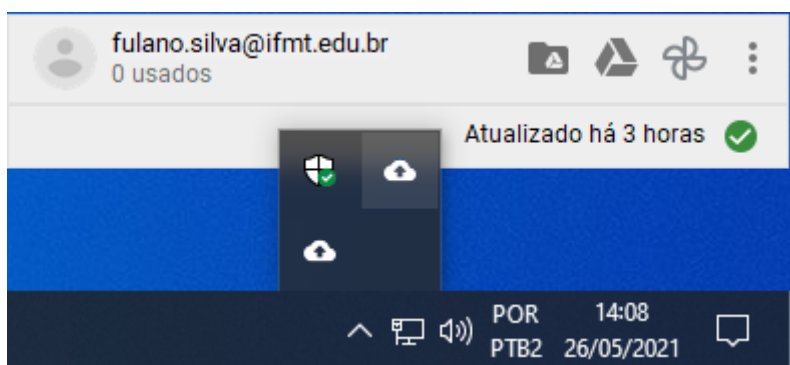 fulano.silva@ifmt.edu.br
0 usados
Atualizado há 3 horas
POR
PTB2
14:08
26/05/2021